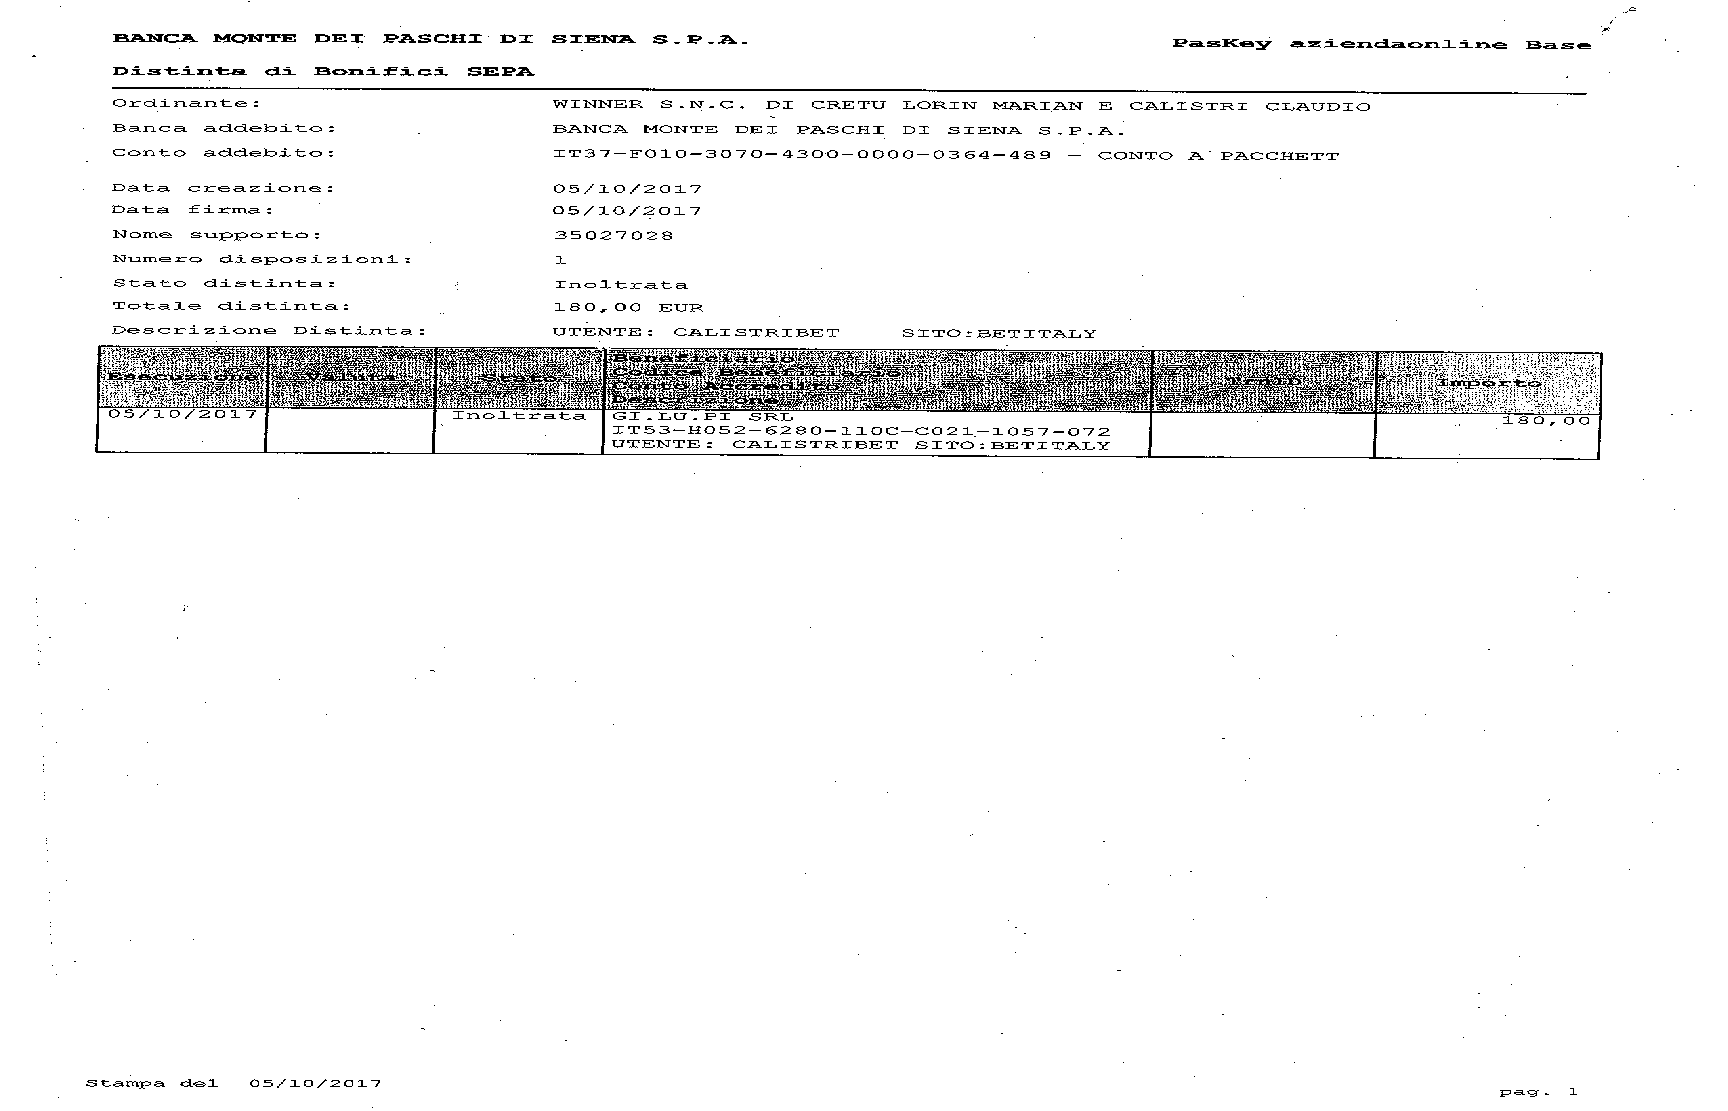 BANCA MONTE DEI PASCHI DI SIENA S.P.A.
PasKey aziendaonline Base
Distinta di Bonifici SEPA
Ordinante: WINNER S.N.C. DI CRETU LORIN MARIAN E CALISTRI CLAUDIO
Banca addebito: BANCA MONTE DEI PASCHI DI SIENA S.P.A.
Conto addebito: IT37-F010-3070-4300-0000-0364-489 - CONTO A PACCHETT
Data creazione: 05/10/2017
Data firma: 05/10/2017
Nome supporto: 35027028
Numero disposizioni: 1
Stato distinta: Inoltrata
Totale distinta: 180,00 EUR
Descrizione Distinta: UTENTE: CALISTRIBET SITO:BETITALY
Beneficiario
Codice Beneficiario
Esecuzione Valuta Stato Conto Accredito Importo
Descrizione
05/10/2017 Inoltrata GI.LU.PI SRL 180,00
IT53-H052-6280-110C-C021-1057-072
UTENTE: CALISTRIBET SITO:BETITALY
Stampa del 05/10/2017
pag. 1